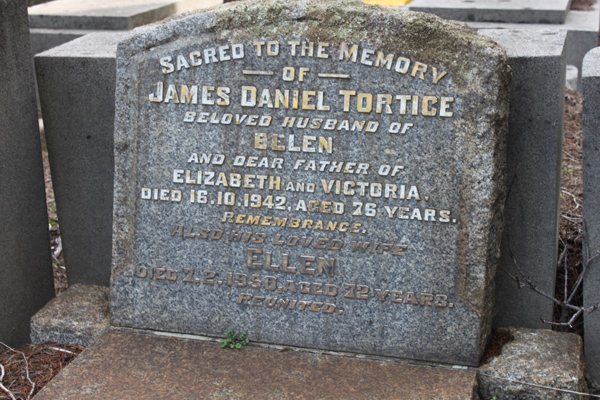 SACRED TO THE MEMORY
OF
JAMES DANIEL TORTICE
BELOVED HUSBAND OF
ELLEN
AND DEAR FATHER OF
ELIZABETH AND VICTORIA.
DIED 16.10.1942, AGED 76 YEARS.
REMEMBRANCE.
ALSO HIS LOVED WIFE
ELLEN
DIED 7.2.1950, AGED 72 YEARS.
REUNITED.